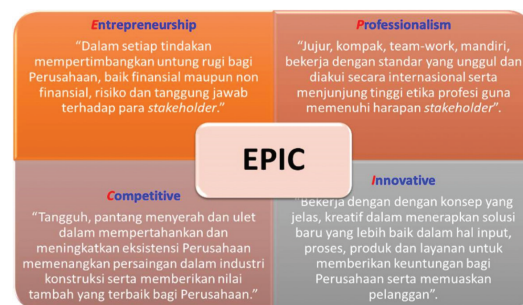 Entrepreneurship
"Dalam setiap tindakan
mempertimbangkan untung rugi bagi
Perusahaan, baik finansial maupun non
finansial, risiko dan tanggung jawab
terhadap para stakeholder."
Professionalism
"Jujur, kompak, team-work, mandiri,
bekerja dengan standar yang unggul dan
diakui secara internasional serta
menjunjung tinggi etika profesi guna
memenuhi harapan stakeholder".
EPIC
Competitive
"Tangguh, pantang menyerah dan ulet
dalam mempertahankan dan
meningkatkan eksistensi Perusahaan
memenangkan persaingan dalam industri
konstruksi serta memberikan nilai
tambah yang terbaik bagi Perusahaan."
Innovative
"Bekerja dengan dengan konsep yang
jelas, kreatif dalam menerapkan solusi
baru yang lebih baik dalam hal input,
proses, produk dan layanan untuk
memberikan keuntungan bagi
Perusahaan serta memuaskan
pelanggan".